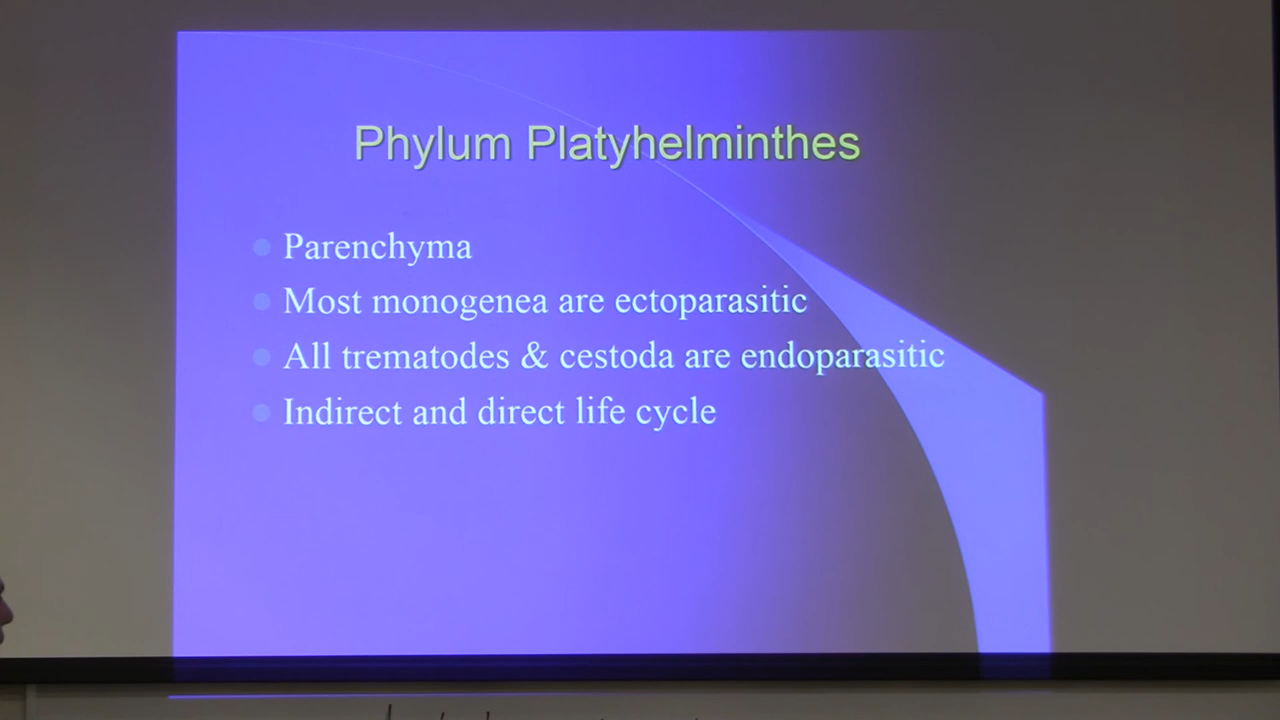 Phylum Platyhelminthes
Parenchyma
Most monogenea are ectoparasitic
All trematodes & cestoda are endoparasitic
Indirect and direct life cycle